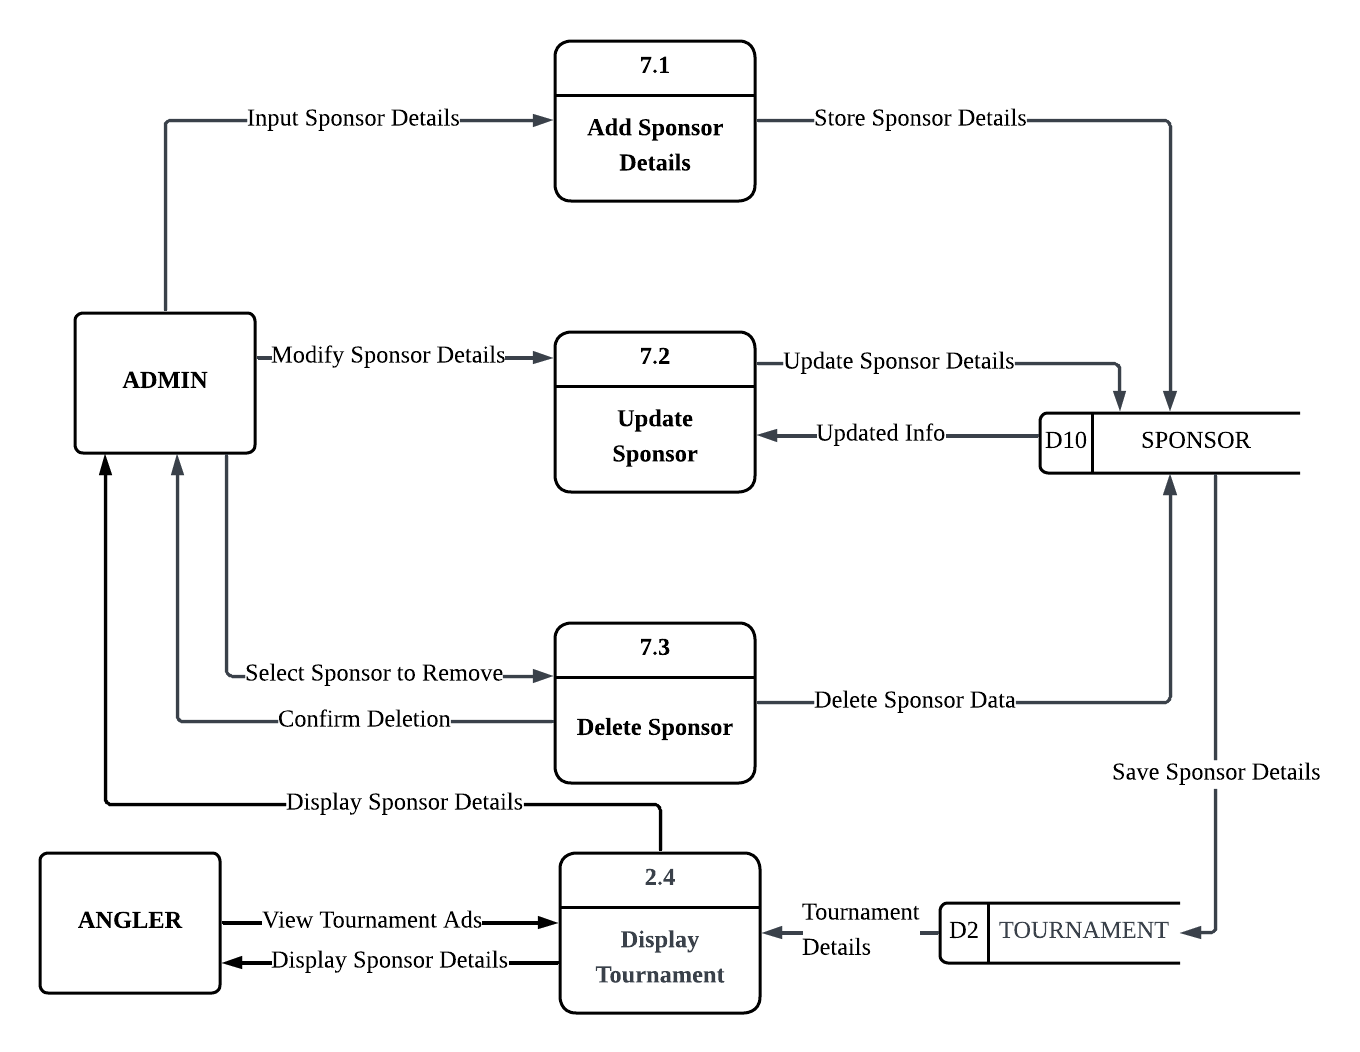 7.1
Input Sponsor Details
Add Sponsor
Details
Store Sponsor Details
ADMIN
Modify Sponsor Details
7.2
Update
Sponsor
Update Sponsor Details
Updated Info
D10
SPONSOR
7.3
Select Sponsor to Remove
Confirm Deletion
Delete Sponsor
Delete Sponsor Data
Save Sponsor Details
Display Sponsor Details
ANGLER
View Tournament Ads
Display Sponsor Details
2.4
Display
Tournament
Tournament
Details
D2
TOURNAMENT